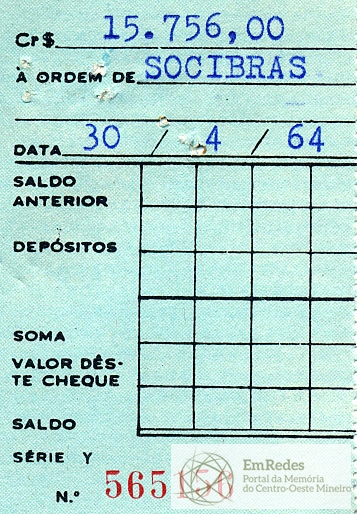 Cr$ 15.756,00
À ORDEM DE SOCIBRAS
DATA 30 / 4 / 64
SALDO
ANTERIOR
DEPÓSITOS
SOMA
VALOR DÊS-
TE CHEQUE
SALDO
SÉRIE Y
N.º 565156
EmRedes
Portal da Memória
do Centro-Oeste Mineiro